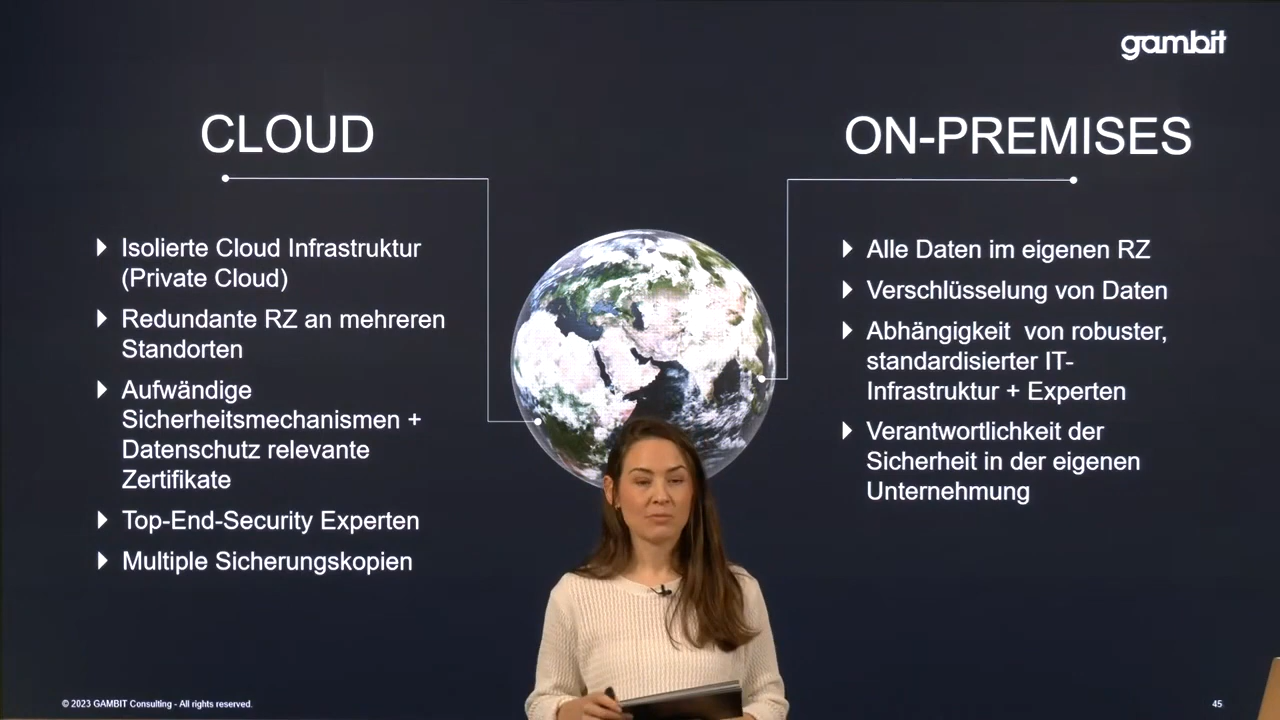 gambit
CLOUD
ON-PREMISES
Isolierte Cloud Infrastruktur
(Private Cloud)
Redundante RZ an mehreren
Standorten
Aufwändige
Sicherheitsmechanismen +
Datenschutz relevante
Zertifikate
Top-End-Security Experten
Multiple Sicherungskopien
Alle Daten im eigenen RZ
Verschlüsselung von Daten
Abhängigkeit  von robuster,
standardisierter IT-
Infrastruktur + Experten
Verantwortlichkeit der
Sicherheit in der eigenen
Unternehmung
© 2023 GAMBIT Consulting - All rights reserved.
45